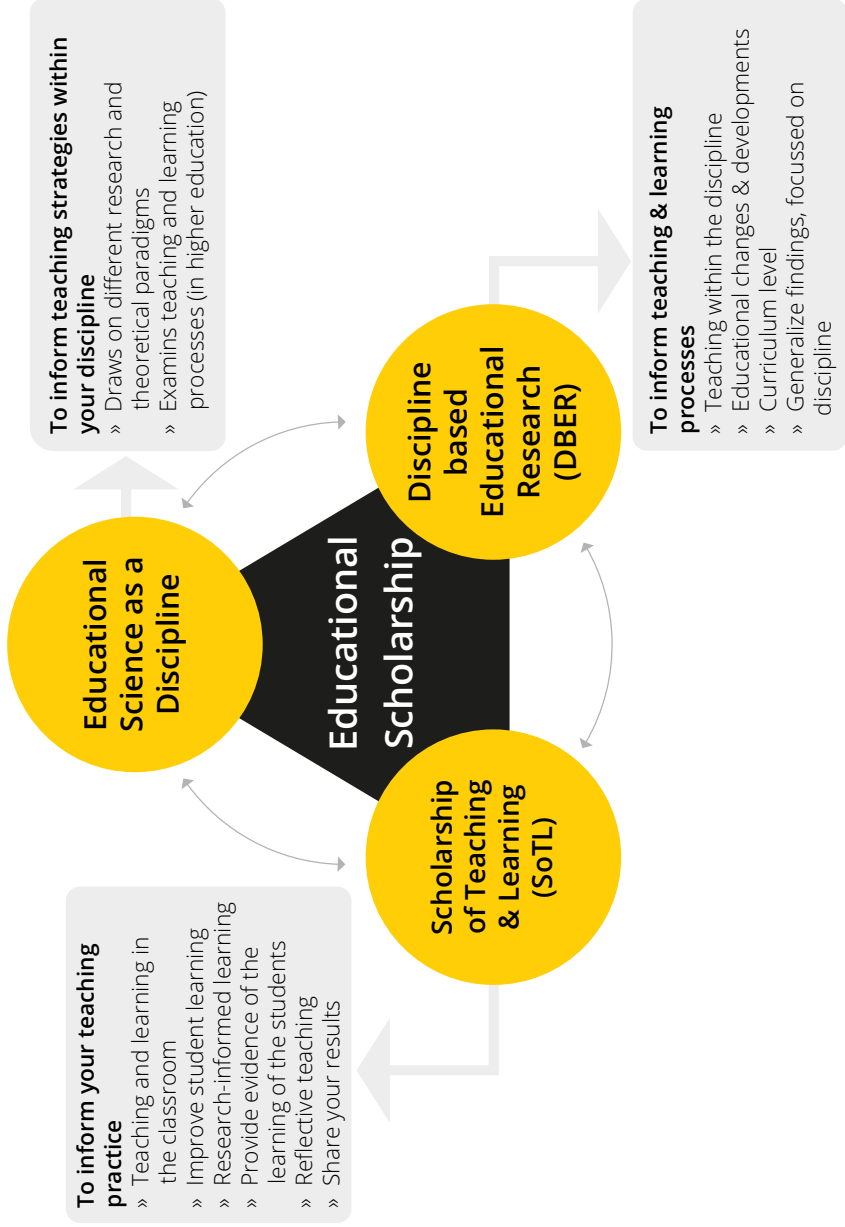 To inform your teaching
practice
» Teaching and learning in
the classroom
» Improve student learning
» Research-informed learning
» Provide evidence of the
learning of the students
» Reflective teaching
» Share your results
Educational
Science as a
Discipline
To inform teaching strategies within
your discipline
» Draws on different research and
theoretical paradigms
» Examins teaching and learning
processes (in higher education)
Educational
Scholarship
Scholarship
of Teaching
& Learning
(SoTL)
Discipline
based
Educational
Research
(DBER)
To inform teaching & learning
processes
» Teaching within the discipline
» Educational changes & developments
» Curriculum level
» Generalize findings, focussed on
discipline